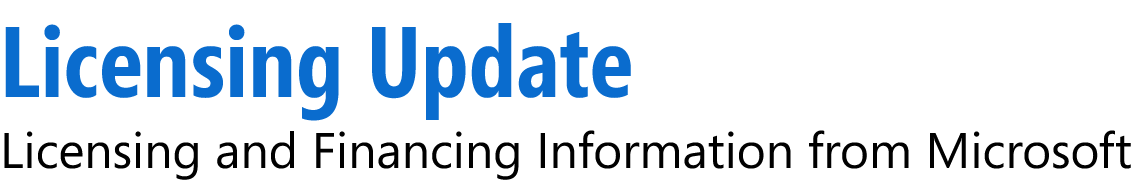 Licensing Update
Licensing and Financing Information from Microsoft